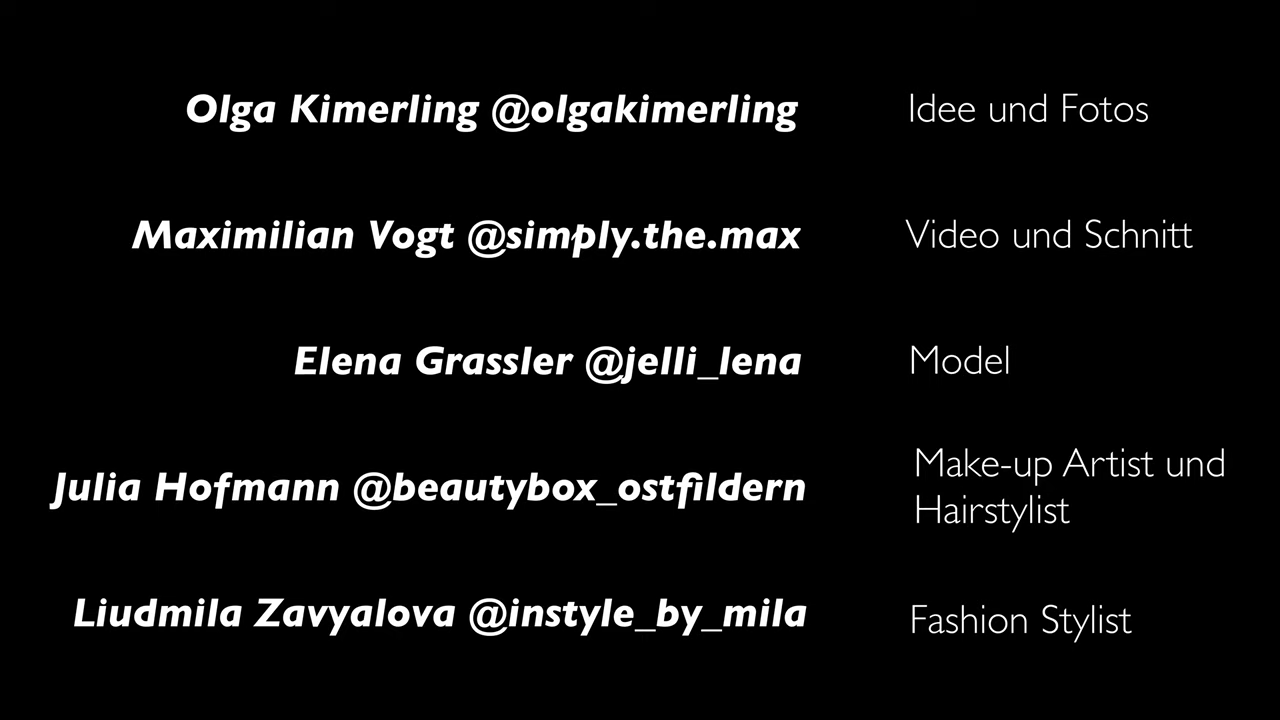 Olga Kimerling @olgakimerling Idee und Fotos
Maximilian Vogt @simply.the.max Video und Schnitt
Elena Grassler @jelli_lena Model
Julia Hofmann @beautybox_ostfildern Make-up Artist und
Hairstylist
Liudmila Zavyalova @instyle_by_mila Fashion Stylist